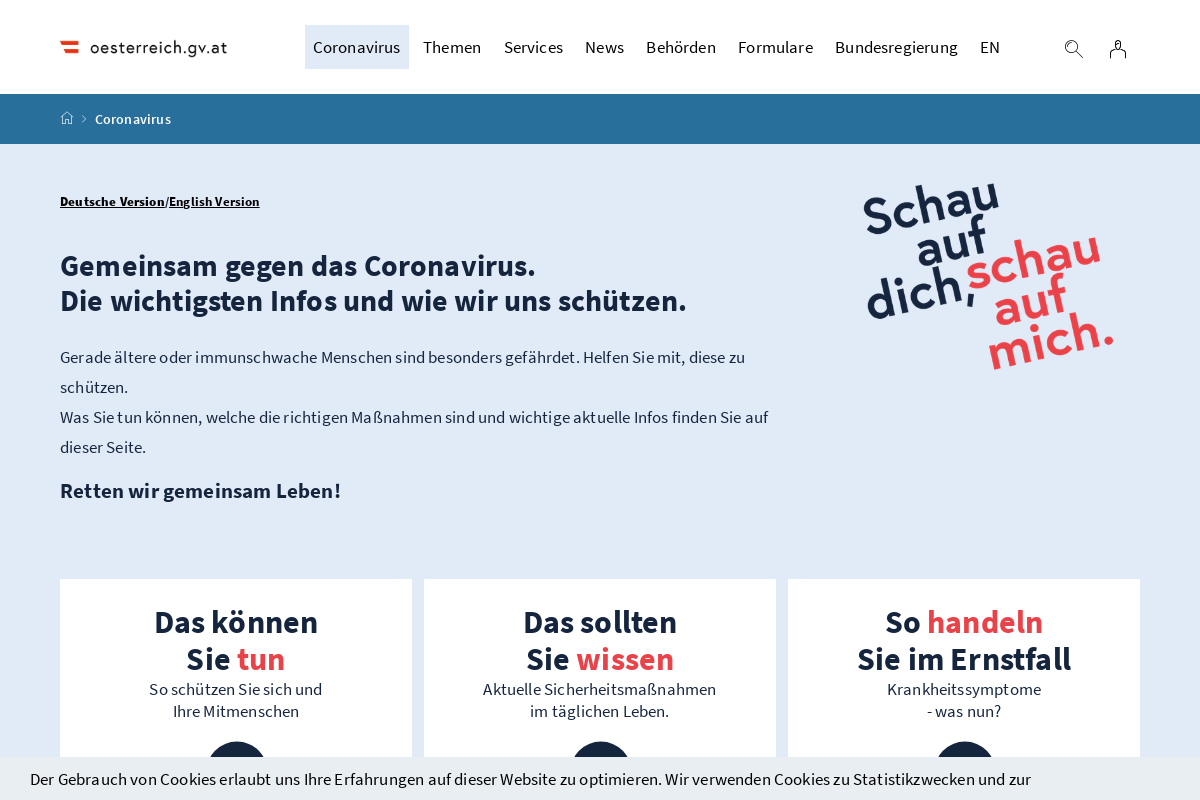 oesterreich.gv.at
Coronavirus Themen Services News Behörden Formulare Bundesregierung EN
Coronavirus
Deutsche Version/English Version
Gemeinsam gegen das Coronavirus.
Die wichtigsten Infos und wie wir uns schützen.
Gerade ältere oder immunschwache Menschen sind besonders gefährdet. Helfen Sie mit, diese zu
schützen.
Was Sie tun können, welche die richtigen Maßnahmen sind und wichtige aktuelle Infos finden Sie auf
dieser Seite.
Retten wir gemeinsam Leben!
Schau
auf
dich, schau
auf
mich.
Das können
Sie tun
So schützen Sie sich und
Ihre Mitmenschen
Das sollten
Sie wissen
Aktuelle Sicherheitsmaßnahmen
im täglichen Leben.
So handeln
Sie im Ernstfall
Krankheitssymptome
- was nun?
Der Gebrauch von Cookies erlaubt uns Ihre Erfahrungen auf dieser Website zu optimieren. Wir verwenden Cookies zu Statistikzwecken und zur